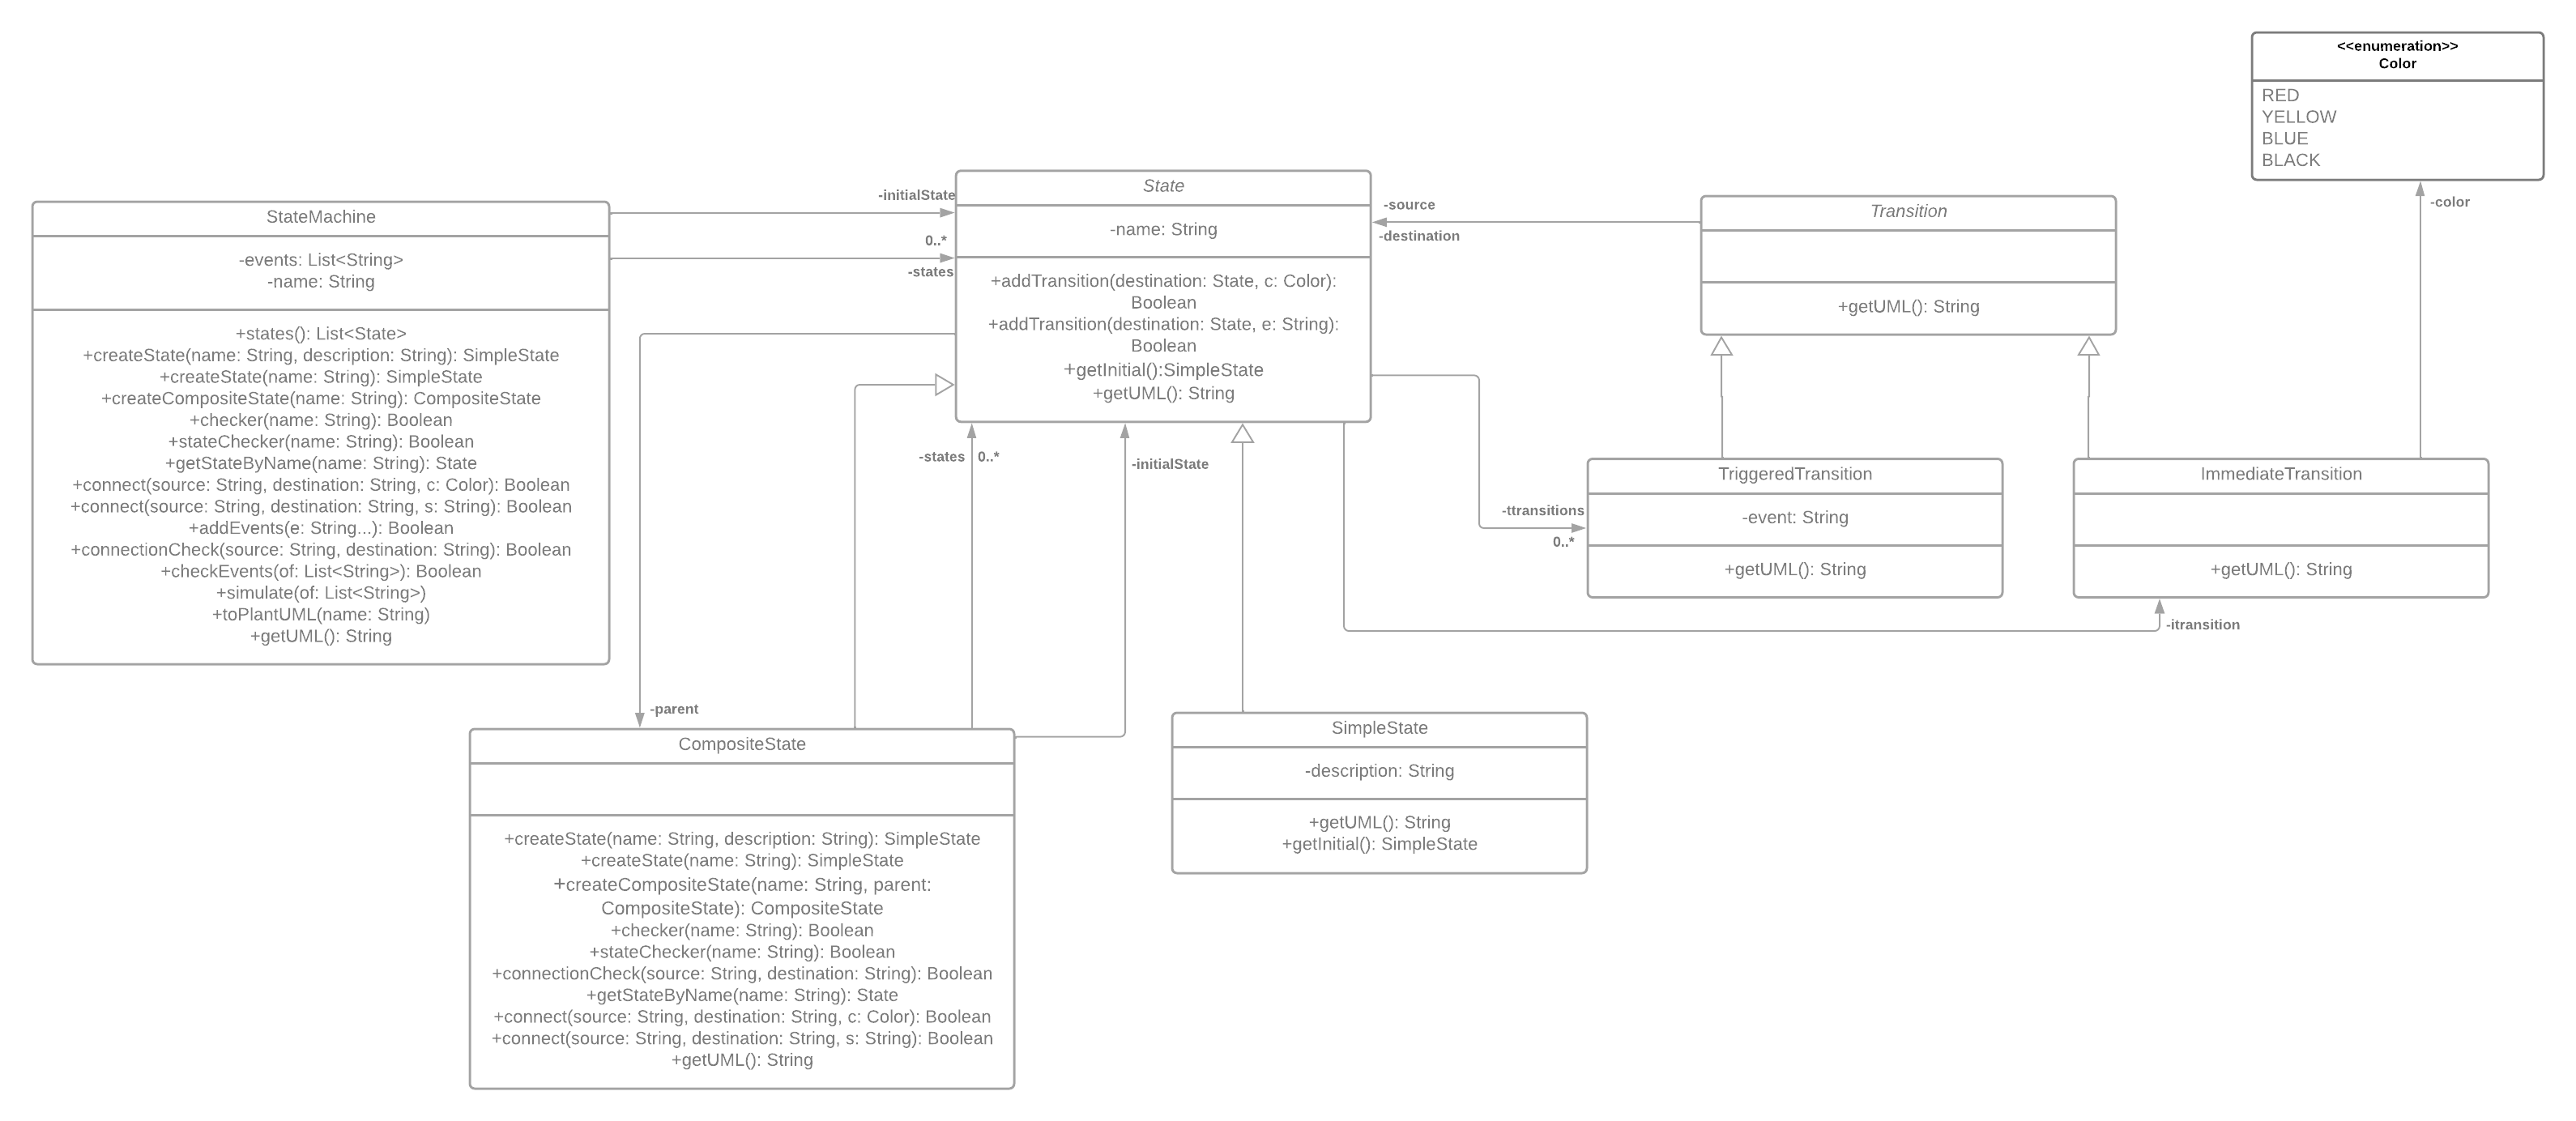 <<enumeration>>
Color
RED
YELLOW
BLUE
BLACK
-color
StateMachine
-events: List<String>
-name: String
+states(): List<State>
+createState(name: String, description: String): SimpleState
+createState(name: String): SimpleState
+createCompositeState(name: String): CompositeState
+checker(name: String): Boolean
+stateChecker(name: String): Boolean
+getStateByName(name: String): State
+connect(source: String, destination: String, c: Color): Boolean
+connect(source: String, destination: String, s: String): Boolean
+addEvents(e: String...): Boolean
+connectionCheck(source: String, destination: String): Boolean
+checkEvents(of: List<String>): Boolean
+simulate(of: List<String>)
+toPlantUML(name: String)
+getUML(): String
-initialState
0..*
-states
State
-name: String
+addTransition(destination: State, c: Color):
Boolean
+addTransition(destination: State, e: String):
Boolean
+getInitial():SimpleState
+getUML(): String
-source
-destination
Transition
+getUML(): String
-states
0..*
-initialState
-ttransitions
0..*
TriggeredTransition
-event: String
+getUML(): String
ImmediateTransition
+getUML(): String
-itransition
-parent
CompositeState
+createState(name: String, description: String): SimpleState
+createState(name: String): SimpleState
+createCompositeState(name: String, parent:
CompositeState): CompositeState
+checker(name: String): Boolean
+stateChecker(name: String): Boolean
+connectionCheck(source: String, destination: String): Boolean
+getStateByName(name: String): State
+connect(source: String, destination: String, c: Color): Boolean
+connect(source: String, destination: String, s: String): Boolean
+getUML(): String
SimpleState
-description: String
+getUML(): String
+getInitial(): SimpleState